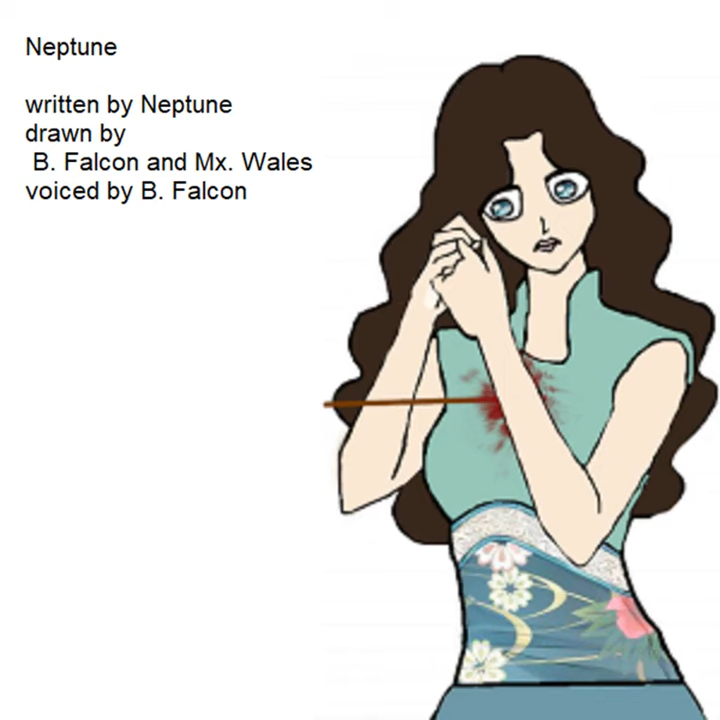 Neptune
written by Neptune
drawn by
B. Falcon and Mx. Wales
voiced by B. Falcon